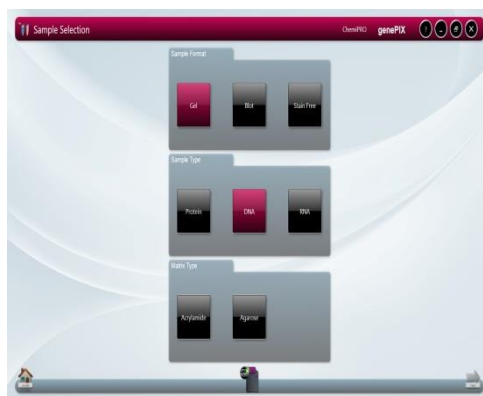 Sample Selection
ChemiPRO genePIX
Sample Format
Gel Blot Stain Free
Sample Type
Protein DNA RNA
Matrix Type
Acrylamide Agarose